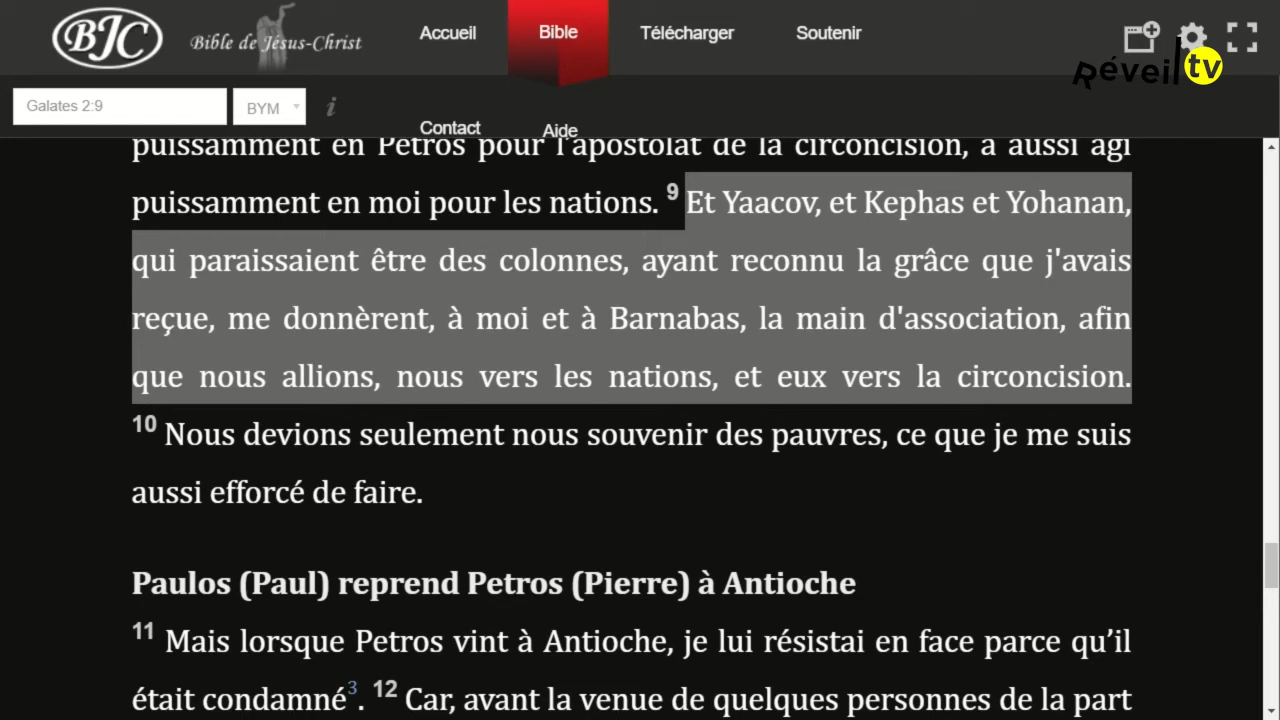 BJC
Bible de Jésus-Christ
Accueil
Bible
Télécharger
Soutenir
Réveil tv
Galates 2:9
BYM
i
Contact
Aide
puissamment en Petros pour l'apostolat de la circoncision, a aussi agi
puissamment en moi pour les nations. 9 Et Yaacov, et Kephas et Yohanan,
qui paraissaient être des colonnes, ayant reconnu la grâce que j'avais
reçue, me donnèrent, à moi et à Barnabas, la main d'association, afin
que nous allions, nous vers les nations, et eux vers la circoncision.
10 Nous devions seulement nous souvenir des pauvres, ce que je me suis
aussi efforcé de faire.
Paulos (Paul) reprend Petros (Pierre) à Antioche
11 Mais lorsque Petros vint à Antioche, je lui résistai en face parce qu’il
était condamné3. 12 Car, avant la venue de quelques personnes de la part